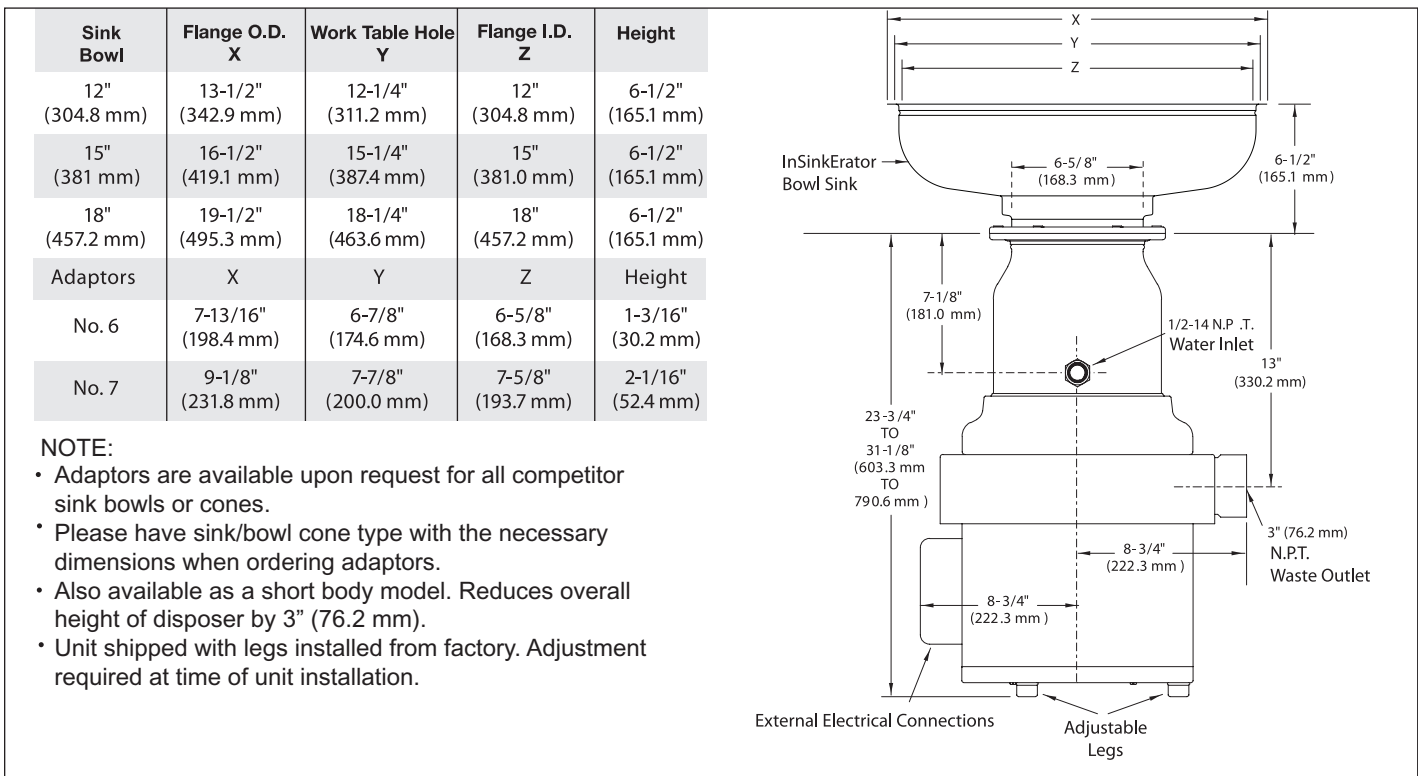 Sink Bowl Flange O.D. X Work Table Hole Y Flange I.D. Z Height
12" 13-1/2" 12-1/4" 12" 6-1/2"
(304.8 mm) (342.9 mm) (311.2 mm) (304.8 mm) (165.1 mm)
15" 16-1/2" 15-1/4" 15" 6-1/2"
(381 mm) (419.1 mm) (387.4 mm) (381.0 mm) (165.1 mm)
18" 19-1/2" 18-1/4" 18" 6-1/2"
(457.2 mm) (495.3 mm) (463.6 mm) (457.2 mm) (165.1 mm)
Adaptors X Y Z Height
No. 6 7-13/16" 6-7/8" 6-5/8" 1-3/16"
(198.4 mm) (174.6 mm) (168.3 mm) (30.2 mm)
No. 7 9-1/8" 7-7/8" 7-5/8" 2-1/16"
(231.8 mm) (200.0 mm) (193.7 mm) (52.4 mm)
NOTE:
• Adaptors are available upon request for all competitor
sink bowls or cones.
• Please have sink/bowl cone type with the necessary
dimensions when ordering adaptors.
• Also available as a short body model. Reduces overall
height of disposer by 3” (76.2 mm).
• Unit shipped with legs installed from factory. Adjustment
required at time of unit installation.
X
Y
Z
InSinkErator
Bowl Sink
6-5/8"
(168.3 mm)
6-1/2"
(165.1 mm)
7-1/8"
(181.0 mm)
1/2-14 N.P .T.
Water Inlet
13"
(330.2 mm)
23-3/4"
TO
31-1/8"
(603.3 mm
TO
790.6 mm )
3" (76.2 mm)
N.P.T.
Waste Outlet
8-3/4"
(222.3 mm )
8-3/4"
(222.3 mm )
External Electrical Connections
Adjustable
Legs